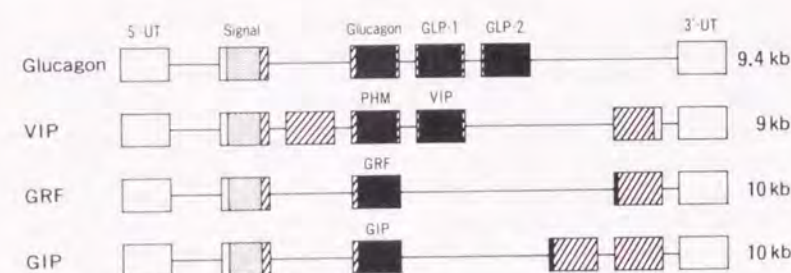 5'-UT Signal Glucagon GLP-1 GLP-2 3'-UT
Glucagon 9.4 kb
PHM VIP
VIP 9 kb
GRF
GRF 10 kb
GIP
GIP 10 kb